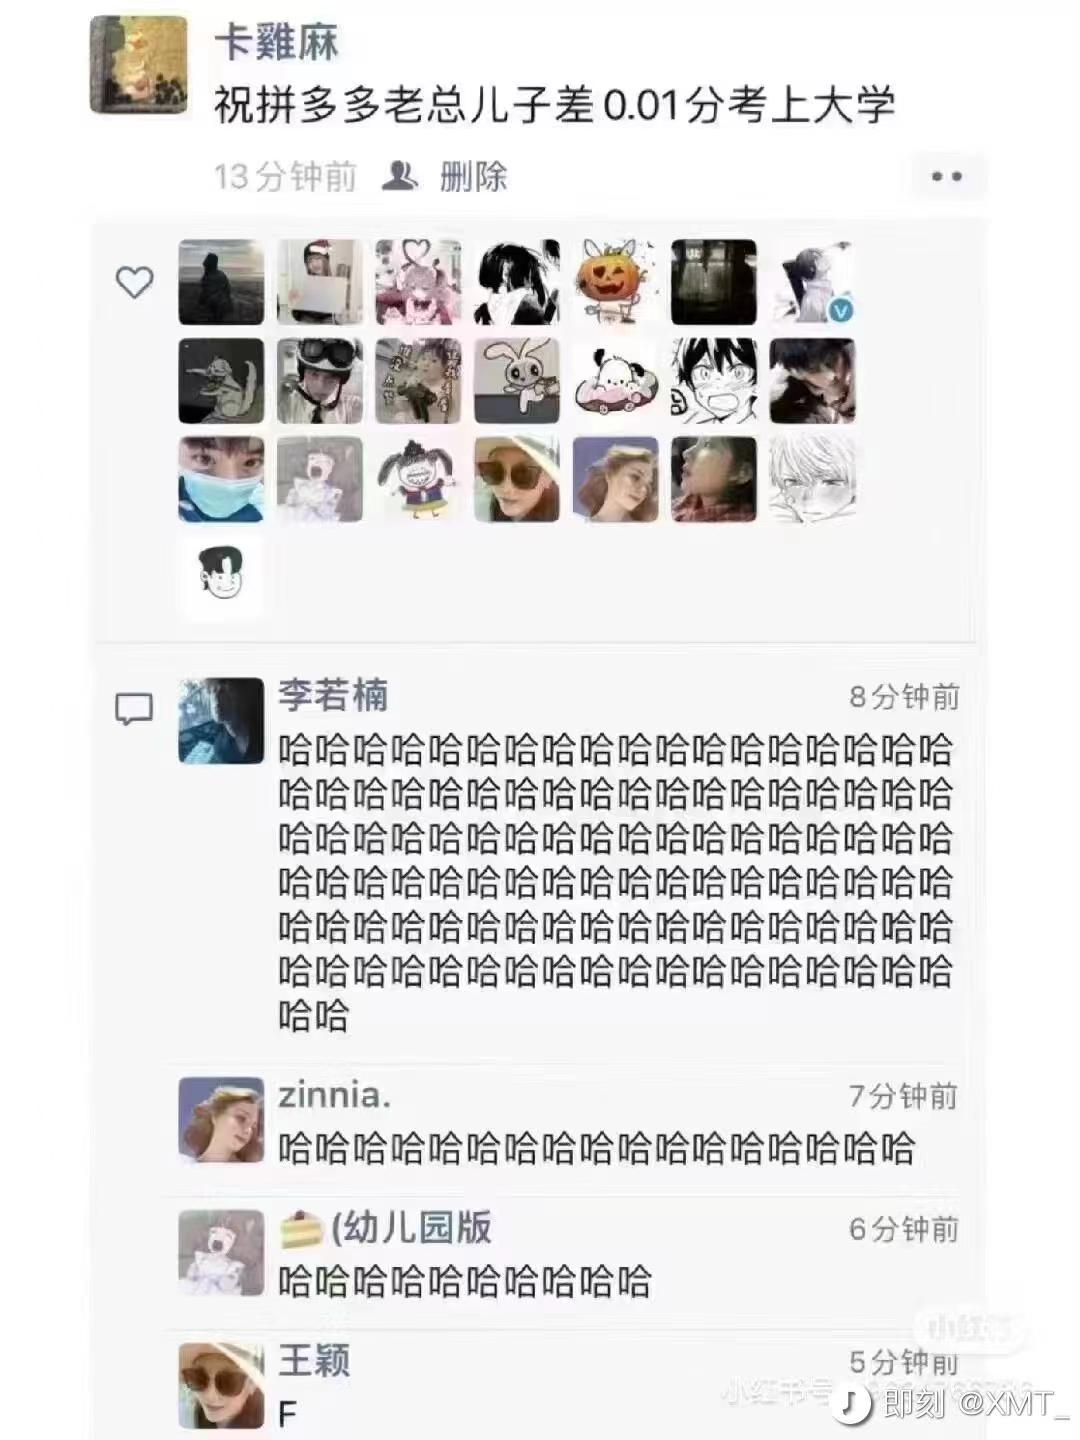 卡雞麻
祝拼多多老总儿子差0.01分考上大学
13分钟前 删除
李若楠 8分钟前
哈哈哈哈哈哈哈哈哈哈哈哈哈哈哈哈哈哈
哈哈哈哈哈哈哈哈哈哈哈哈哈哈哈哈哈哈
哈哈哈哈哈哈哈哈哈哈哈哈哈哈哈哈哈哈
哈哈哈哈哈哈哈哈哈哈哈哈哈哈哈哈哈哈
哈哈哈哈哈哈哈哈哈哈哈哈哈哈哈哈哈哈
哈哈哈哈哈哈哈哈哈哈哈哈哈哈哈哈哈哈
哈哈
zinnia. 7分钟前
哈哈哈哈哈哈哈哈哈哈哈哈哈哈哈哈哈
(幼儿园版 6分钟前
哈哈哈哈哈哈哈哈哈哈
王颖 5分钟前
F
小红书
小红书号
即刻 @XMT_